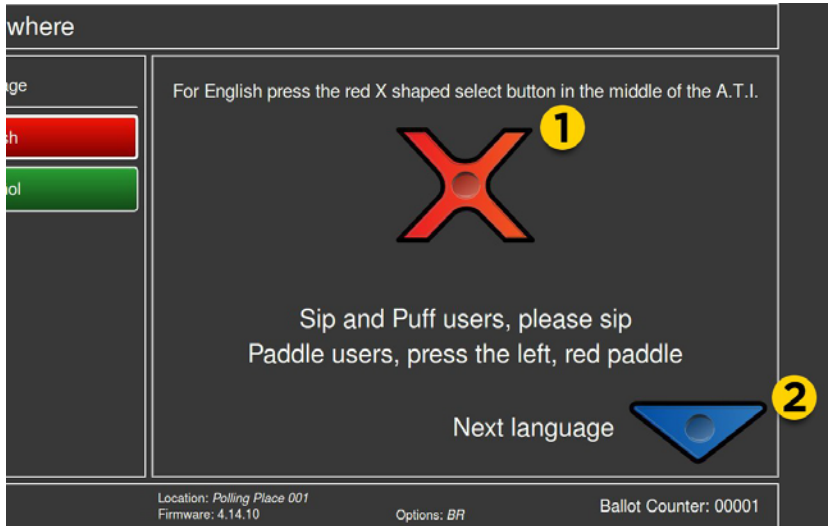 where
age
For English press the red X shaped select button in the middle of the A.T.I.
1
sh
ol
Sip and Puff users, please sip
Paddle users, press the left, red paddle
2
Next language
Location: Polling Place 001
Firmware: 4.14.10
Options: BR
Ballot Counter: 00001